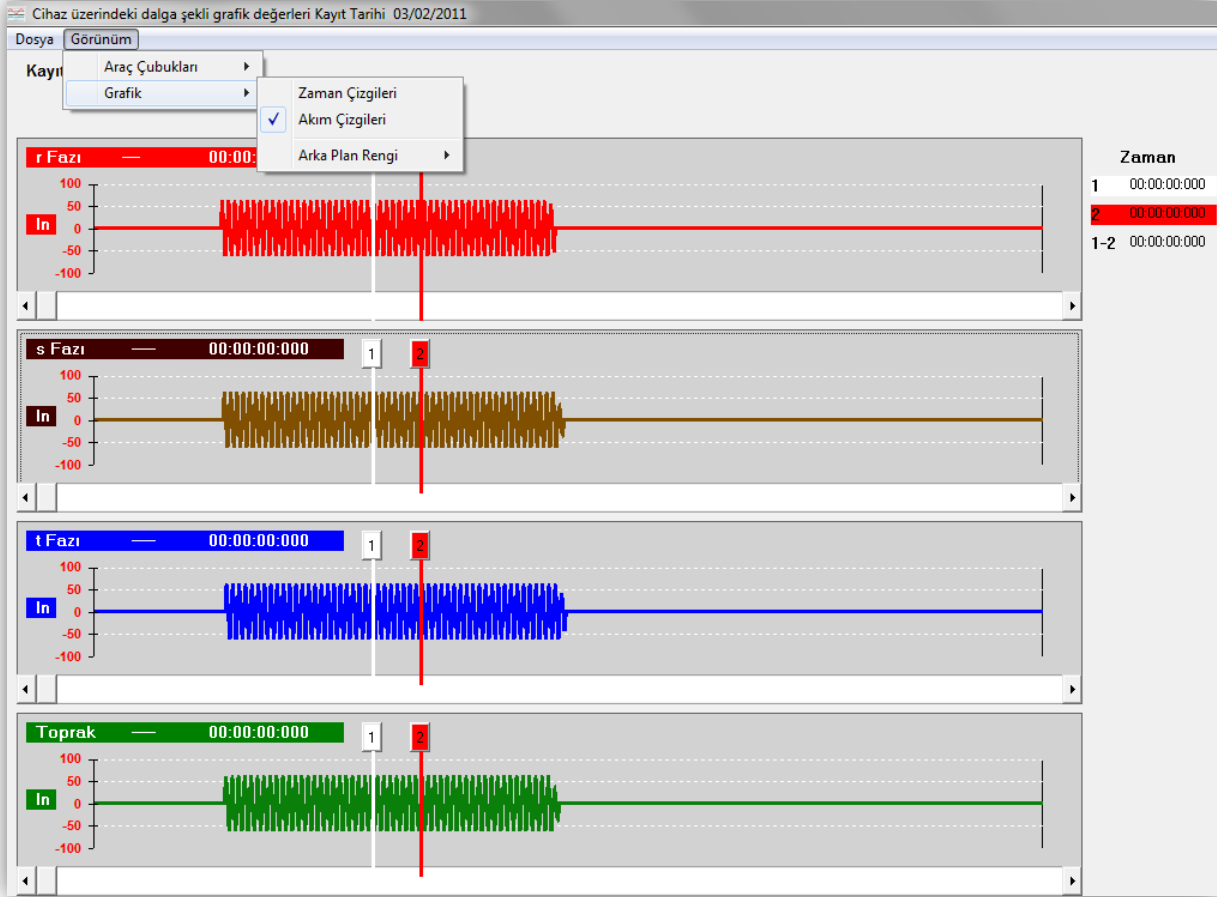 Cihaz üzerindeki dalga şekli grafik değerleri Kayıt Tarihi 03/02/2011
Dosya Görünüm
Araç Çubukları
Grafik
Zaman Çizgileri
Akım Çizgileri
Arka Plan Rengi
r Fazı — 00:00:
100
50
In 0
-50
-100
s Fazı — 00:00:00:000
1 2
100
50
In 0
-50
-100
t Fazı — 00:00:00:000
1 2
100
50
In 0
-50
-100
Toprak — 00:00:00:000
1 2
100
50
In 0
-50
-100
Zaman
1 00:00:00:000
2 00:00:00:000
1-2 00:00:00:000